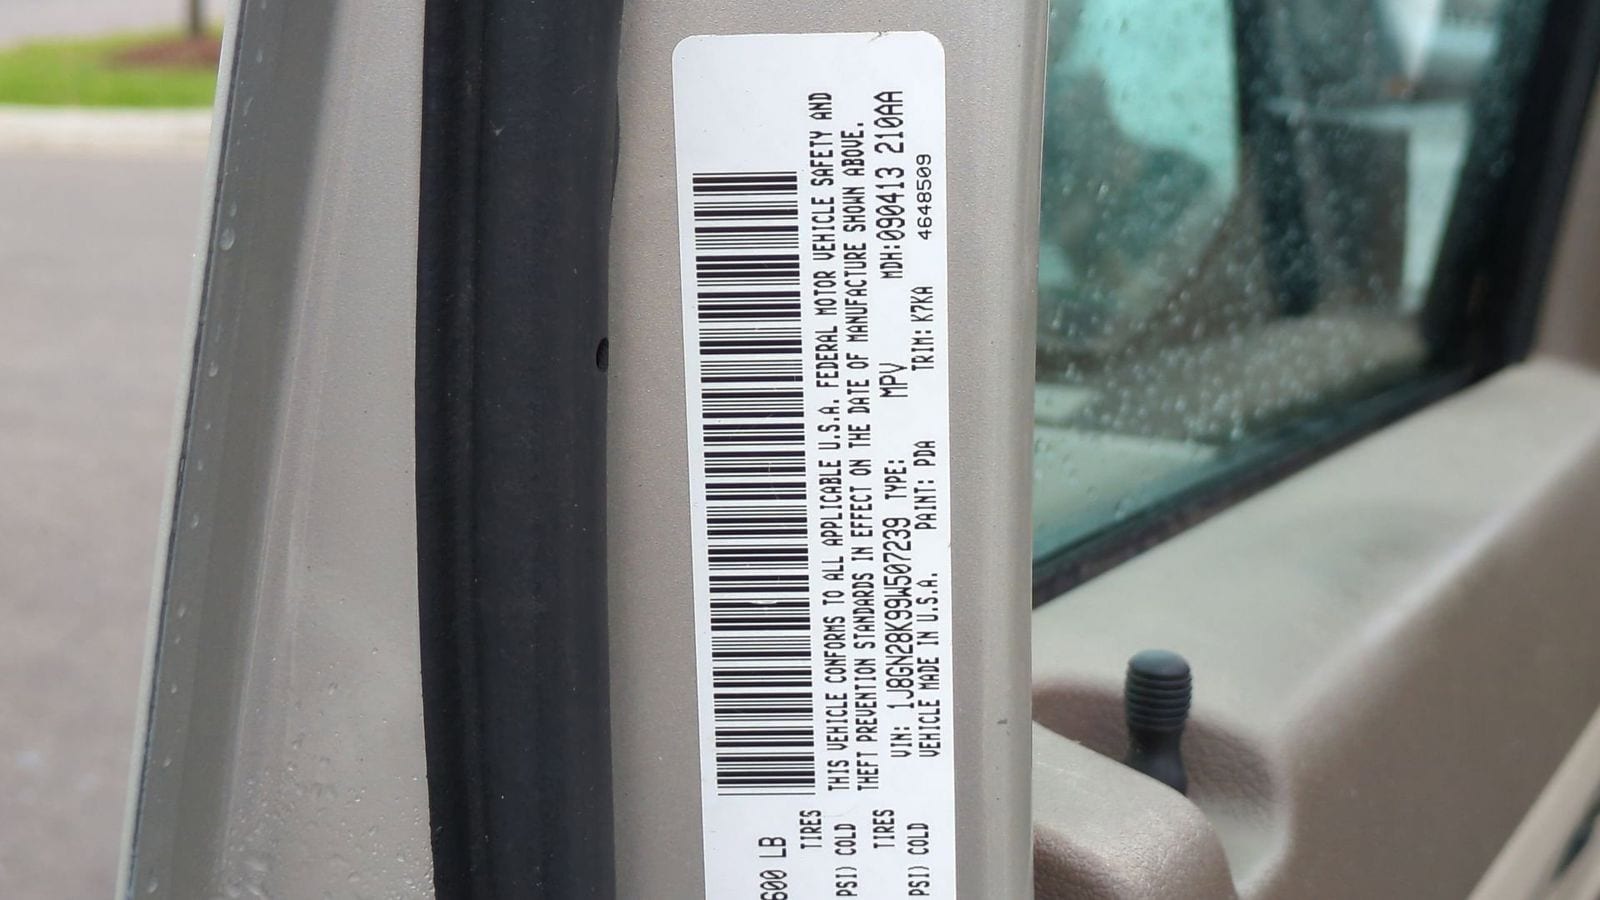 600 LB
TIRES
PSI) COLD
TIRES
PSI) COLD
THIS VEHICLE CONFORMS TO ALL APPLICABLE U.S.A. FEDERAL MOTOR VEHICLE SAFETY AND
THEFT PREVENTION STANDARDS IN EFFECT ON THE DATE OF MANUFACTURE SHOWN ABOVE.
VIN: 1J8GN28K99W507239 TYPE: MPV MDH:090413 210AA
VEHICLE MADE IN U.S.A. PAINT: PDA TRIM: K7KA 4648509